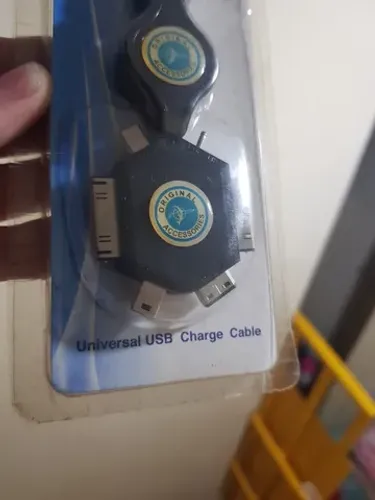 ORIGINAL
ACCESSORIES
ORIGINAL
ACCESSORIES
Universal USB Charge Cable